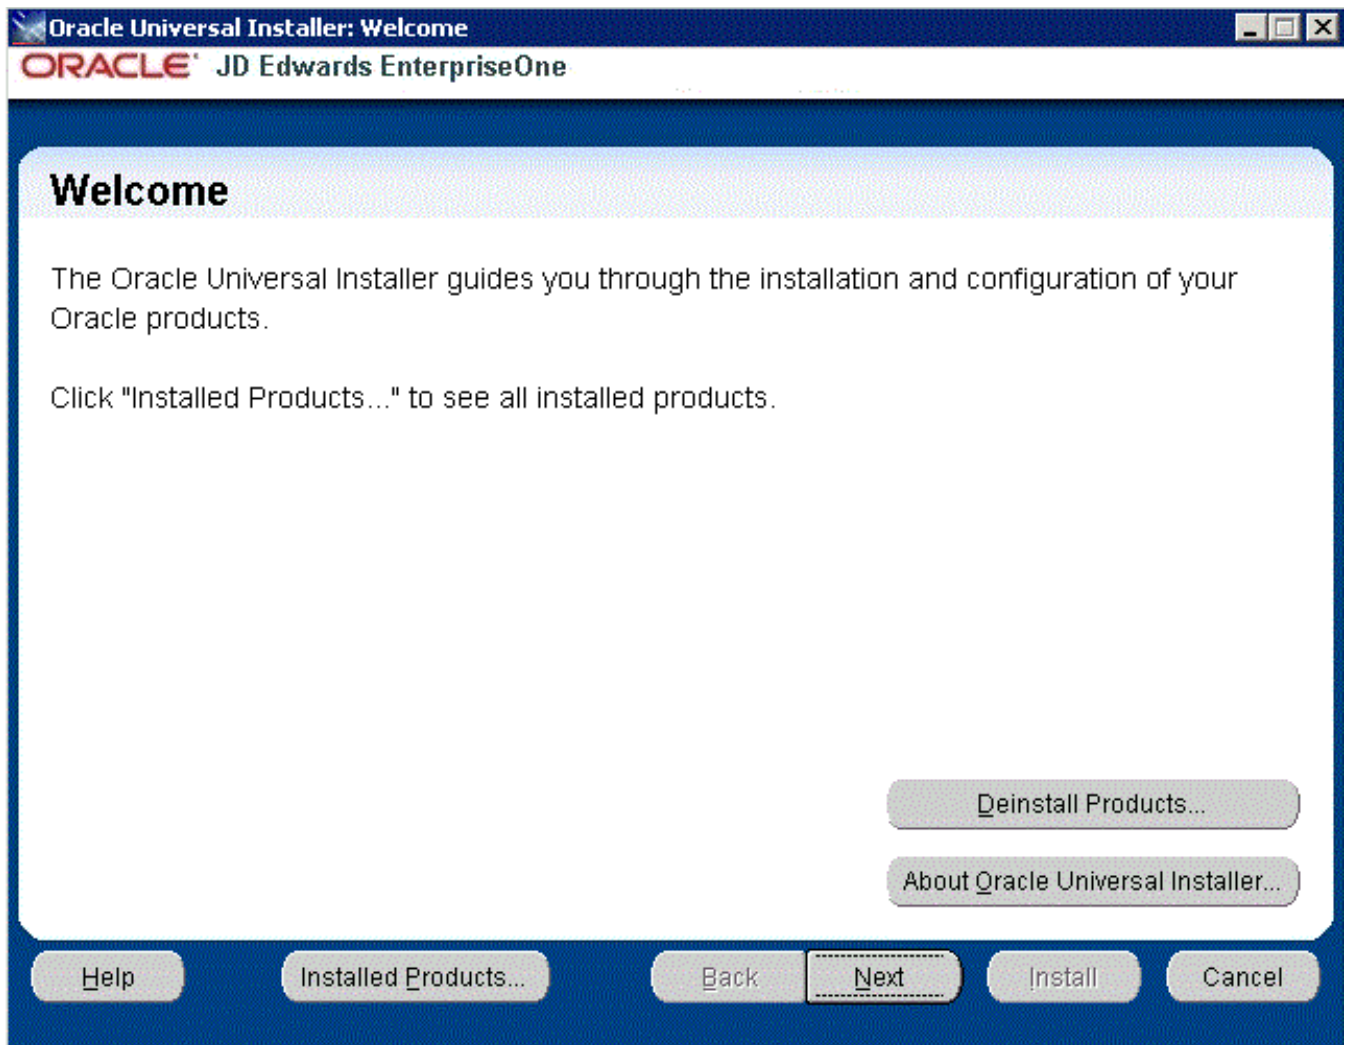 Oracle Universal Installer: Welcome
ORACLE JD Edwards EnterpriseOne
Welcome
The Oracle Universal Installer guides you through the installation and configuration of your
Oracle products.
Click "Installed Products..." to see all installed products.
Deinstall Products...
About Oracle Universal Installer...
Help Installed Products... Back Next Install Cancel